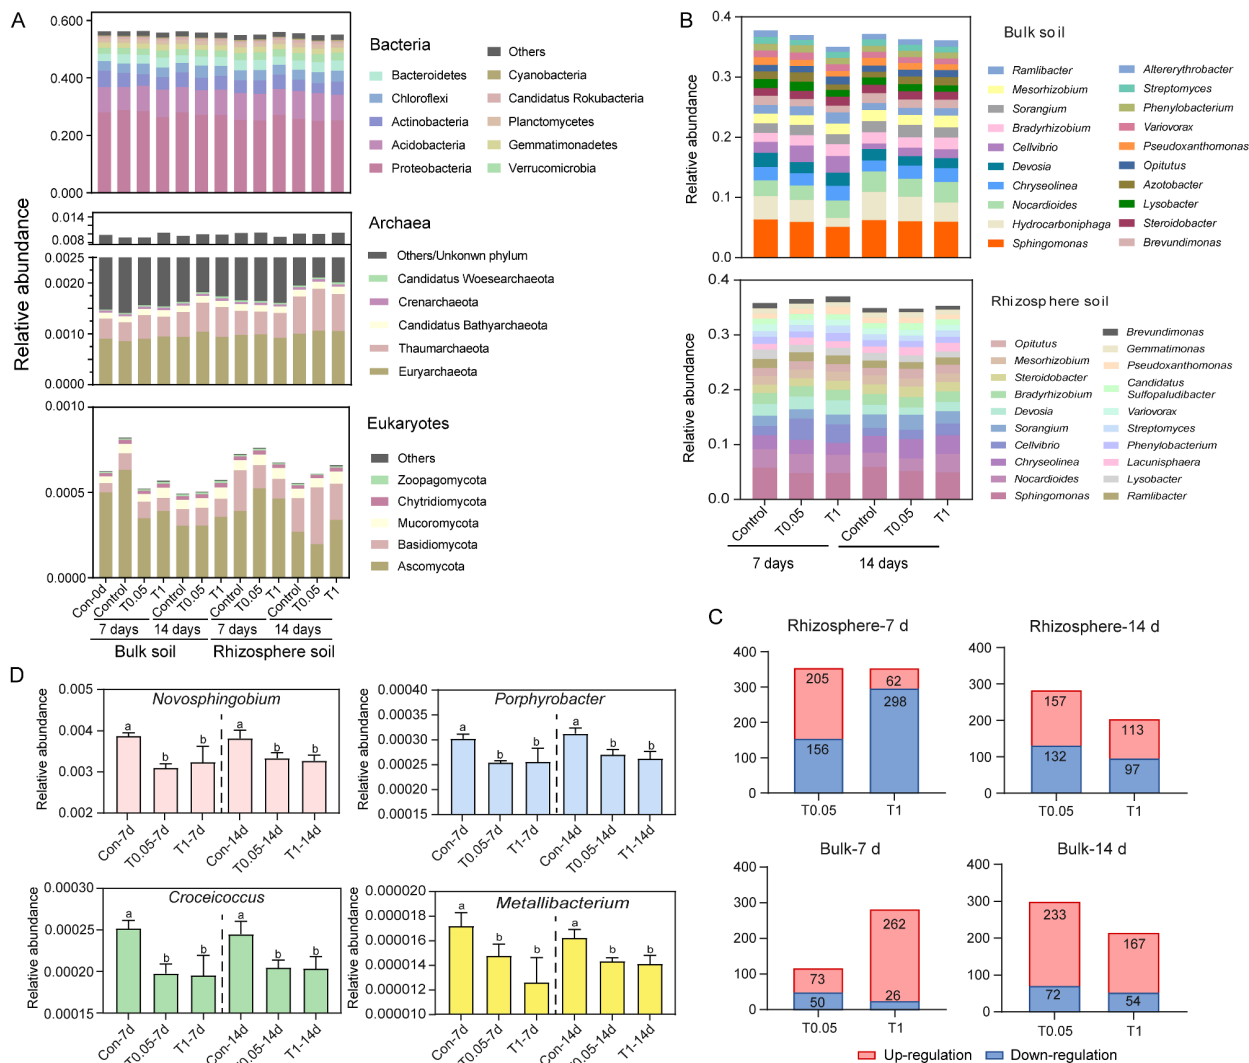 A
Relative abundance
0.600
0.400
0.200
0.000
Bacteria
Others
Bacteroidetes
Cyanobacteria
Chloroflexi
Candidatus Rokubacteria
Actinobacteria
Planctomycetes
Acidobacteria
Gemmatimonadetes
Proteobacteria
Verrucomicrobia
0.014
0.008
0.0025
0.0020
0.0010
0.0000
Archaea
Others/Unkonwn phylum
Candidatus Woesearchaeota
Crenarchaeota
Candidatus Bathyarchaeota
Thaumarchaeota
Euryarchaeota
0.0010
0.0005
0.0000
Eukaryotes
Others
Zoopagomycota
Chytridiomycota
Mucoromycota
Basidiomycota
Ascomycota
Con-0d
Control
T0.05
T1
Control
T0.05
T1
Control
T0.05
T1
Control
T0.05
T1
7 days
14 days
7 days
14 days
Bulk soil
Rhizosphere soil
B
Relative abundance
0.4
0.3
0.2
0.1
0.0
Bulk soil
Ramlibacter
Altererythrobacter
Mesorhizobium
Streptomyces
Sorangium
Phenylobacterium
Bradyrhizobium
Variovorax
Cellvibrio
Pseudoxanthomonas
Devosia
Opitutus
Chryseolinea
Azotobacter
Nocardioides
Lysobacter
Hydrocarboniphaga
Steroidobacter
Sphingomonas
Brevundimonas
Relative abundance
0.4
0.3
0.2
0.1
0.0
Rhizosphere soil
Brevundimonas
Opitutus
Gemmatimonas
Mesorhizobium
Pseudoxanthomonas
Steroidobacter
Candidatus
Sulfopaludibacter
Bradyrhizobium
Devosia
Variovorax
Sorangium
Streptomyces
Cellvibrio
Phenylobacterium
Chryseolinea
Lacunisphaera
Nocardioides
Lysobacter
Sphingomonas
Ramlibacter
Control
T0.05
T1
Control
T0.05
T1
7 days
14 days
C
Rhizosphere-7 d
400
300
200
100
0
205
156
62
298
T0.05
T1
Rhizosphere-14 d
400
300
200
100
0
157
132
113
97
T0.05
T1
Bulk-7 d
400
300
200
100
0
73
50
262
26
T0.05
T1
Bulk-14 d
400
300
200
100
0
233
72
167
54
T0.05
T1
Up-regulation
Down-regulation
D
Novosphingobium
Relative abundance
0.005
0.004
0.003
0.002
a
b
b
a
b
b
Con-7d
T0.05-7d
T1-7d
Con-14d
T0.05-14d
T1-14d
Porphyrobacter
Relative abundance
0.00040
0.00035
0.00030
0.00025
0.00020
0.00015
a
b
b
a
b
b
Con-7d
T0.05-7d
T1-7d
Con-14d
T0.05-14d
T1-14d
Croceicoccus
Relative abundance
0.00030
0.00025
0.00020
0.00015
a
b
b
a
b
b
Con-7d
T0.05-7d
T1-7d
Con-14d
T0.05-14d
T1-14d
Metallibacterium
Relative abundance
0.000020
0.000018
0.000016
0.000014
0.000012
0.000010
a
b
b
a
b
b
Con-7d
T0.05-7d
T1-7d
Con-14d
T0.05-14d
T1-14d